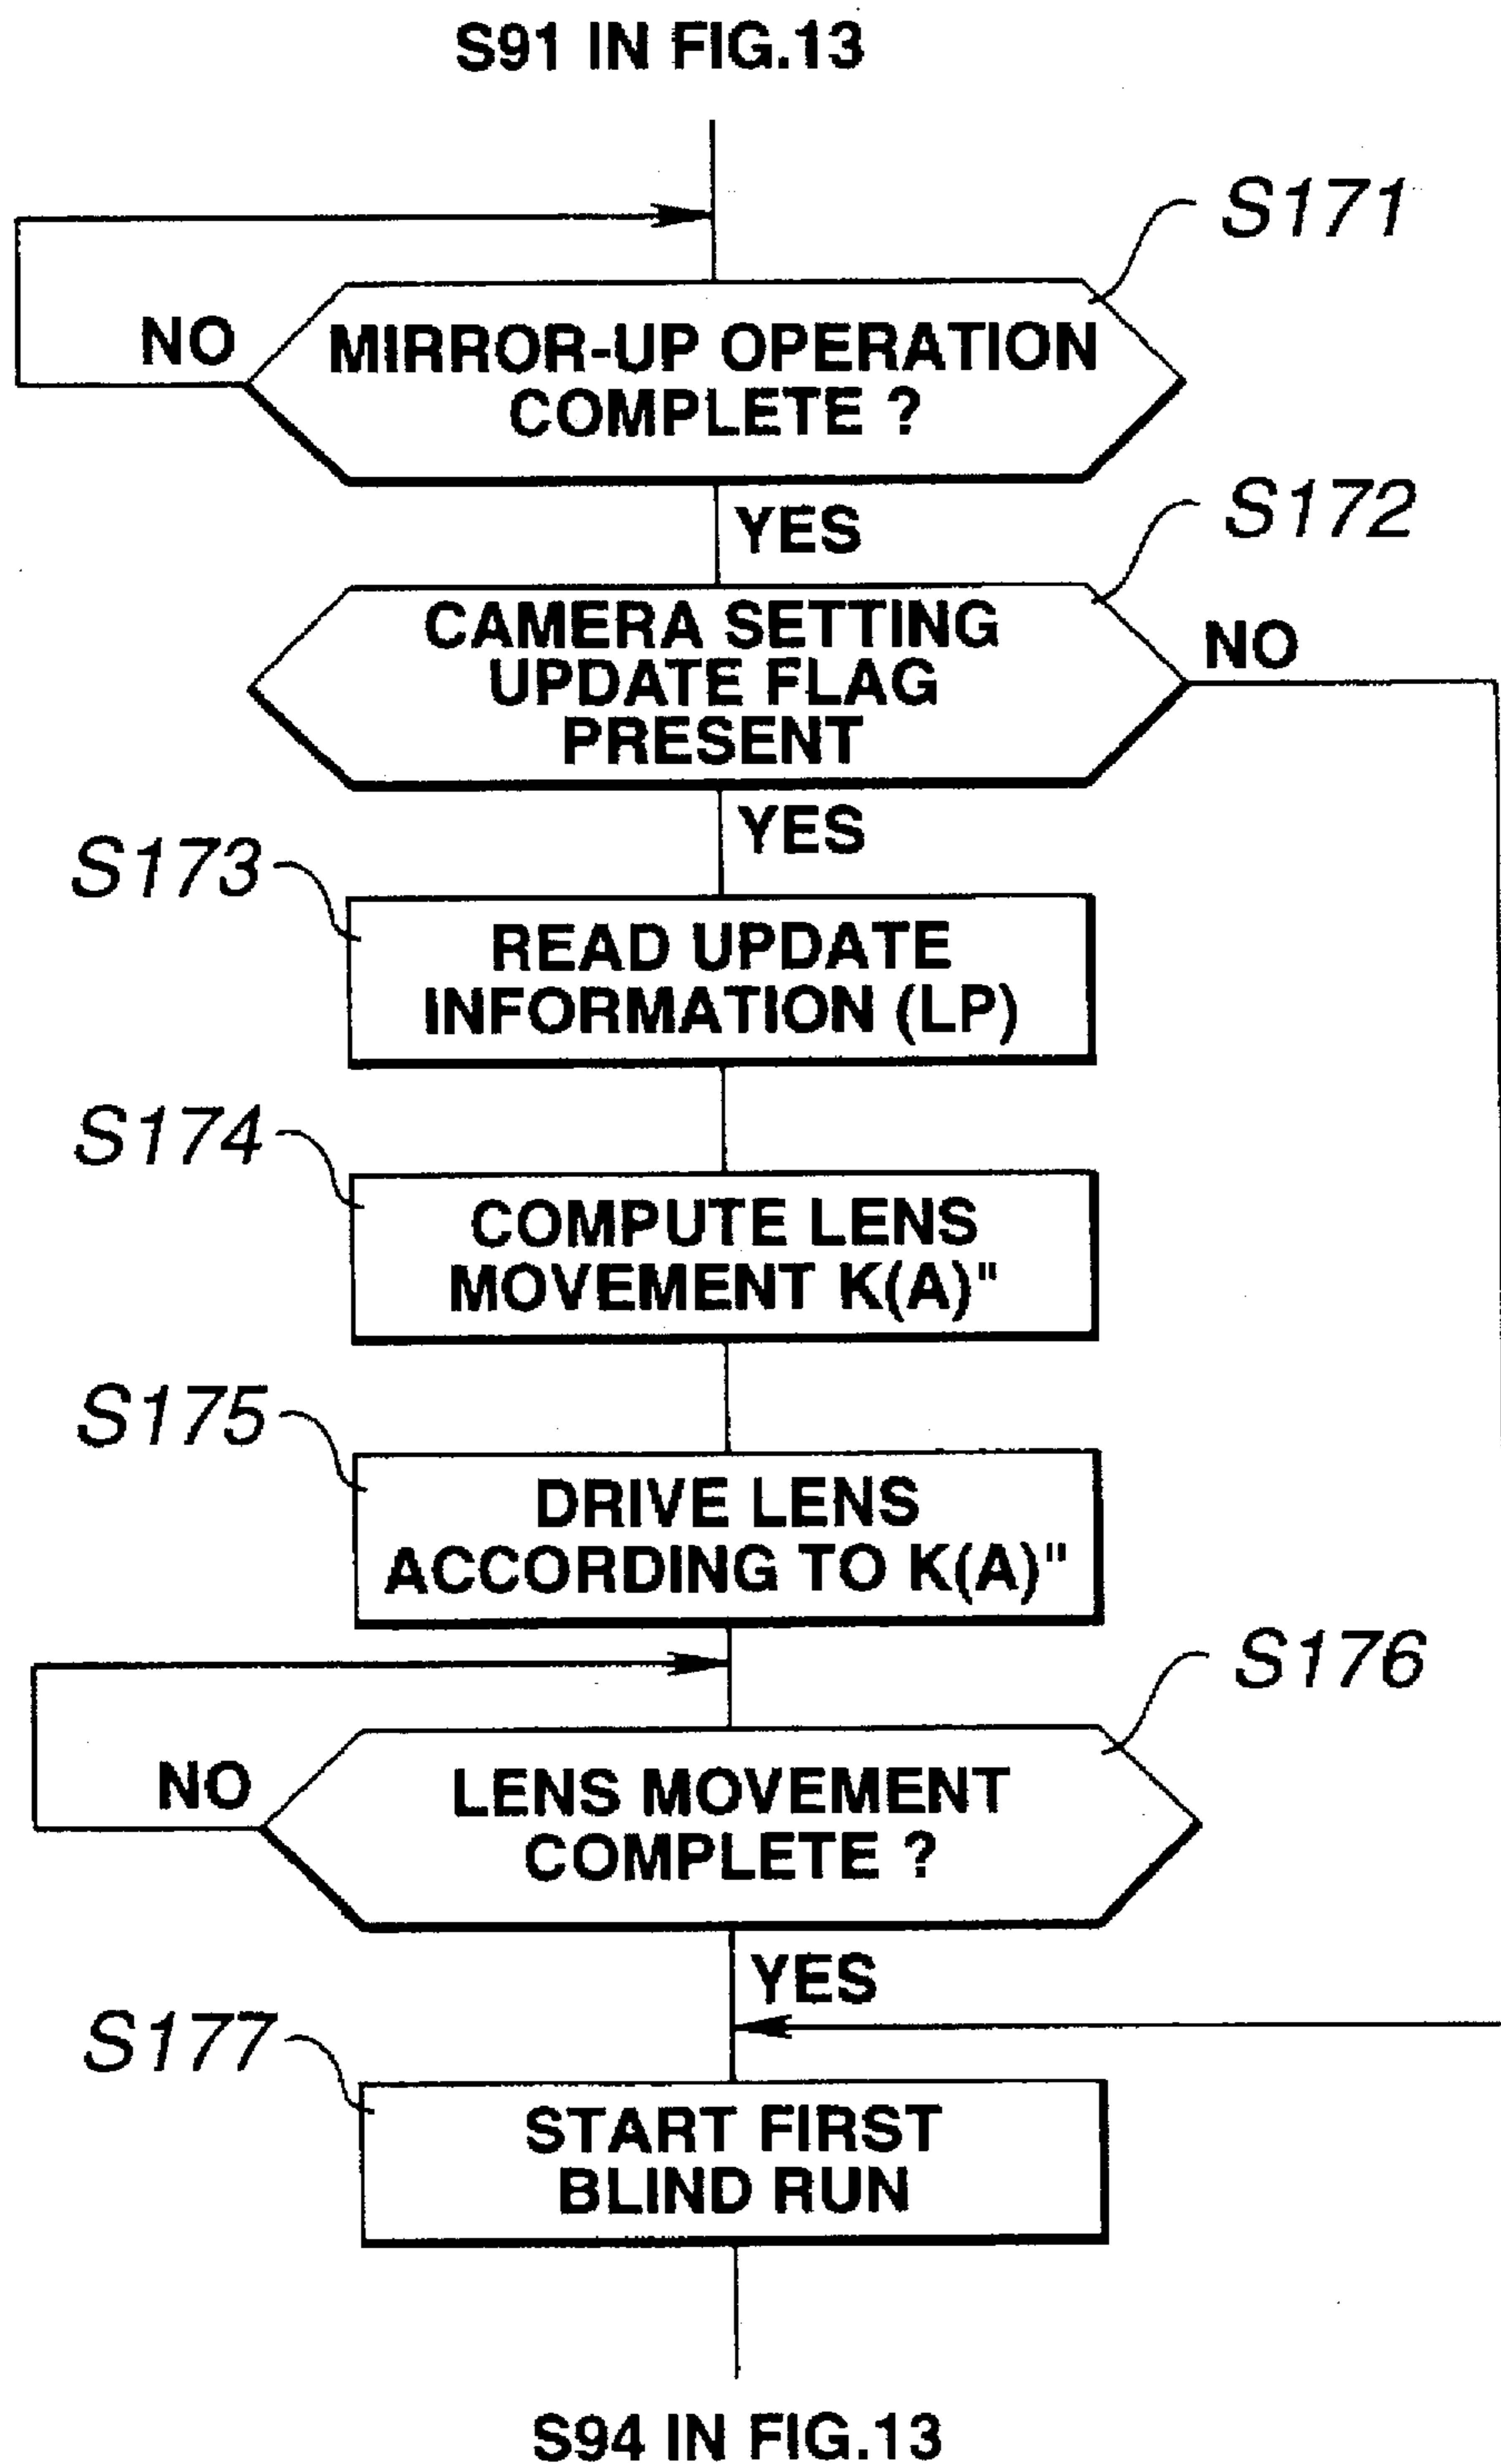 S91 IN FIG.13
S171
NO
MIRROR-UP OPERATION
COMPLETE ?
YES
S172
CAMERA SETTING
UPDATE FLAG
PRESENT
NO
YES
S173
READ UPDATE
INFORMATION (LP)
S174
COMPUTE LENS
MOVEMENT K(A)"
S175
DRIVE LENS
ACCORDING TO K(A)"
S176
NO
LENS MOVEMENT
COMPLETE ?
YES
S177
START FIRST
BLIND RUN
S94 IN FIG.13